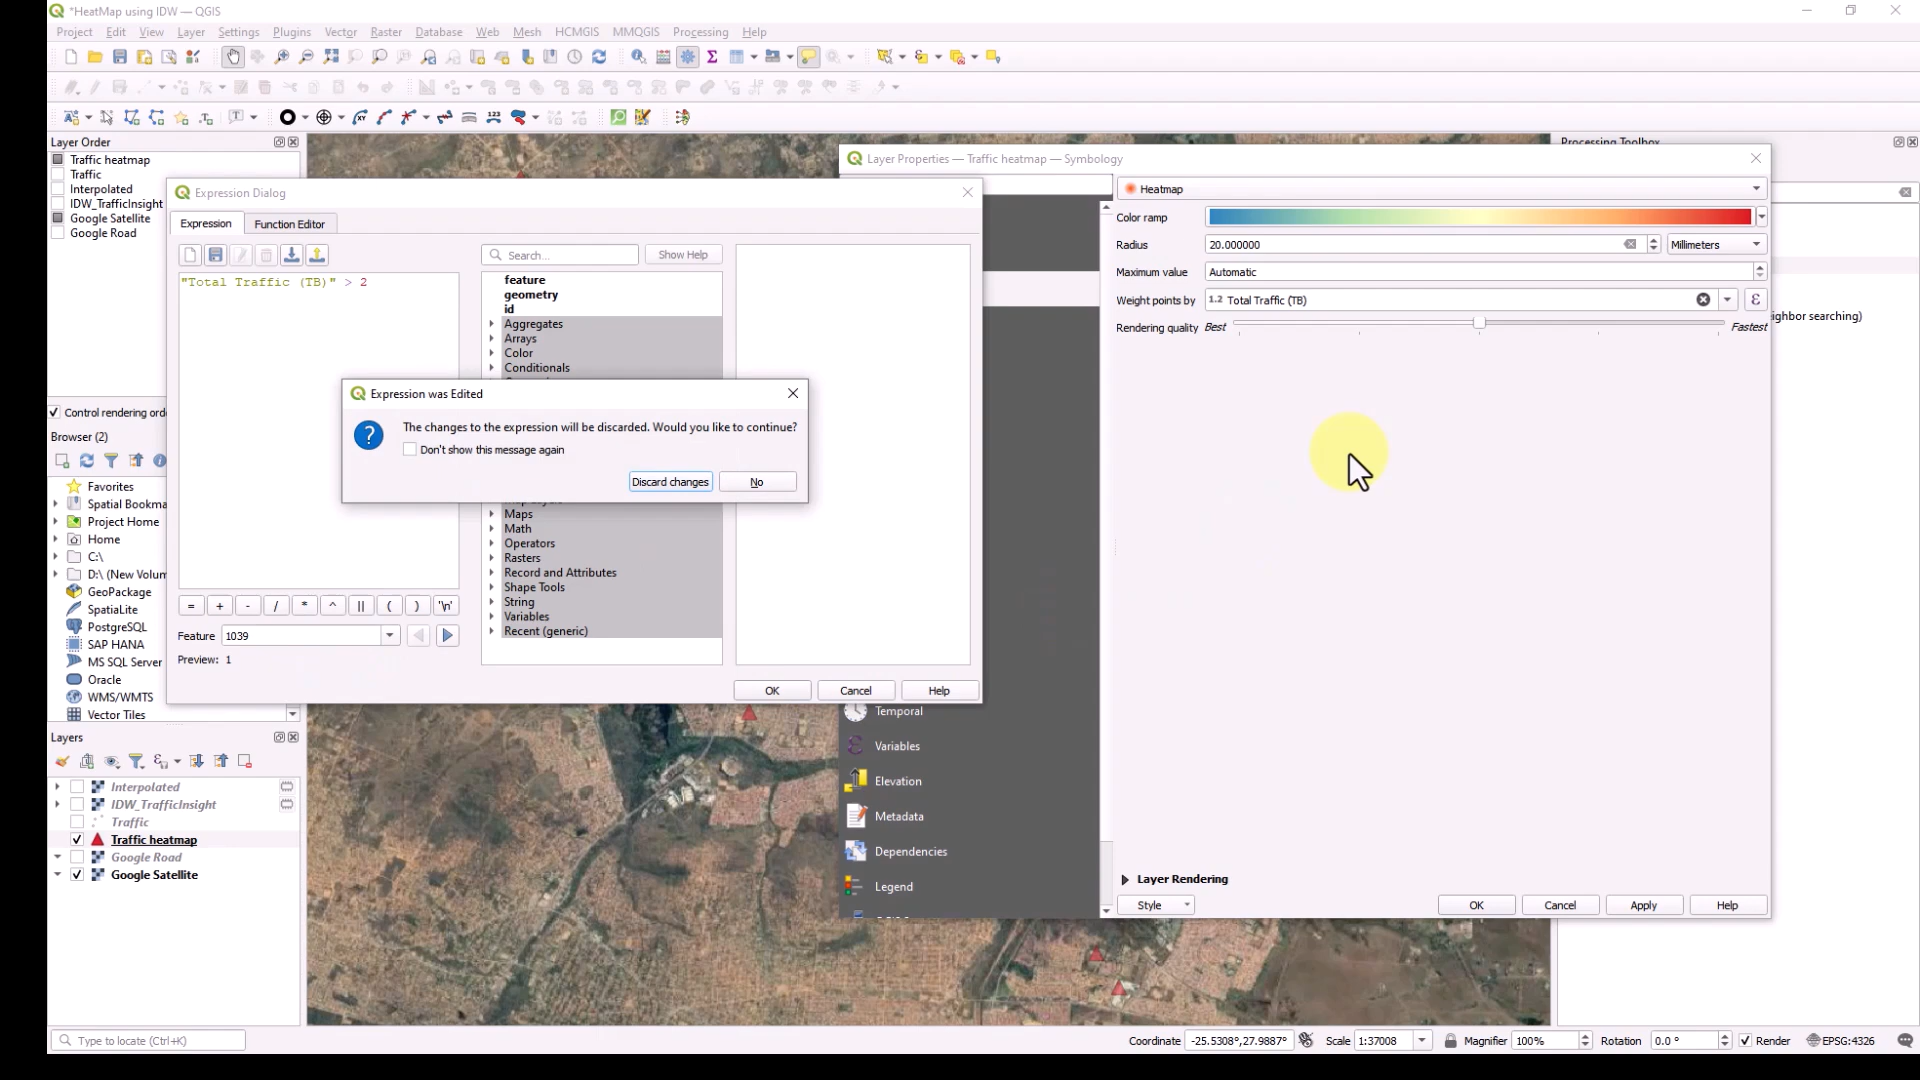 *HeatMap using IDW — QGIS
Project Edit View Layer Settings Plugins Vector Raster Database Web Mesh HCMGIS MMQGIS Processing Help
Layer Order
Traffic heatmap
Traffic
Interpolated
IDW_TrafficInsight
Google Satellite
Google Road
Control rendering orde
Browser (2)
Favorites
Spatial Bookma
Project Home
Home
C:\
D:\ (New Volum
GeoPackage
SpatiaLite
PostgreSQL
SAP HANA
MS SQL Server
Oracle
WMS/WMTS
Vector Tiles
Layers
Interpolated
IDW_TrafficInsight
Traffic
Traffic heatmap
Google Road
Google Satellite
Expression Dialog
Expression Function Editor
Search... Show Help
"Total Traffic (TB)" > 2
feature
geometry
id
Aggregates
Arrays
Color
Conditionals
Maps
Math
Operators
Rasters
Record and Attributes
Shape Tools
String
Variables
Recent (generic)
= + - / * ^ || ( ) '\n'
Feature 1039
Preview: 1
OK Cancel Help
Expression was Edited
The changes to the expression will be discarded. Would you like to continue?
Don't show this message again
Discard changes No
Layer Properties — Traffic heatmap — Symbology
Heatmap
Color ramp
Radius 20.000000 Millimeters
Maximum value Automatic
Weight points by 1.2 Total Traffic (TB) ε
Rendering quality Best Fastest
Temporal
Variables
Elevation
Metadata
Dependencies
Legend
Layer Rendering
Style OK Cancel Apply Help
Processing Toolbox
ighbor searching)
Type to locate (Ctrl+K) Coordinate -25.5308°,27.9887° Scale 1:37008 Magnifier 100% Rotation 0.0 ° Render EPSG:4326